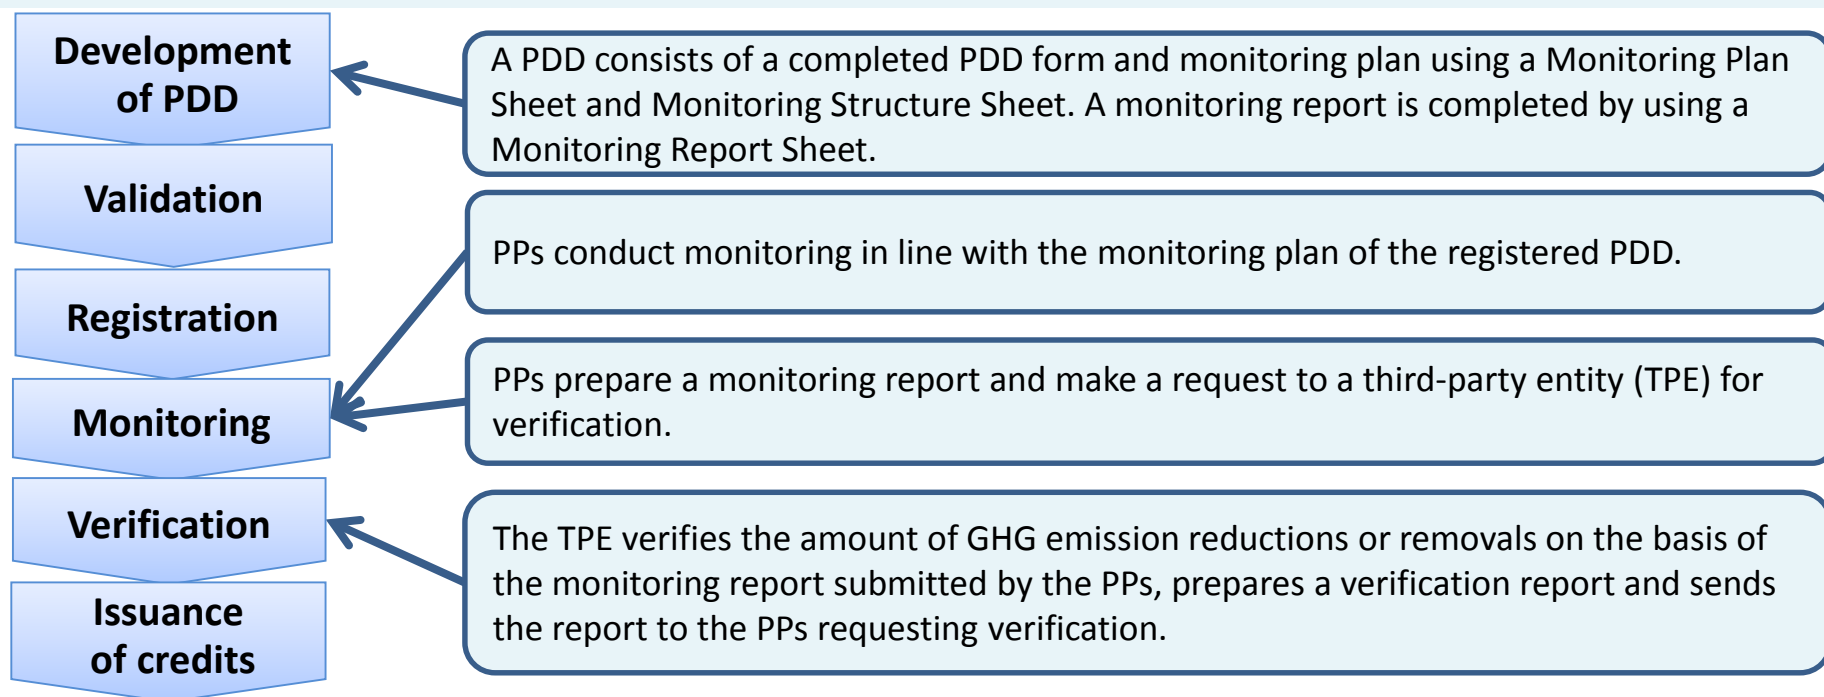 Development
of PDD
A PDD consists of a completed PDD form and monitoring plan using a Monitoring Plan
Sheet and Monitoring Structure Sheet. A monitoring report is completed by using a
Monitoring Report Sheet.
Validation
PPs conduct monitoring in line with the monitoring plan of the registered PDD.
Registration
PPs prepare a monitoring report and make a request to a third-party entity (TPE) for
verification.
Monitoring
Verification
The TPE verifies the amount of GHG emission reductions or removals on the basis of
the monitoring report submitted by the PPs, prepares a verification report and sends
the report to the PPs requesting verification.
Issuance
of credits